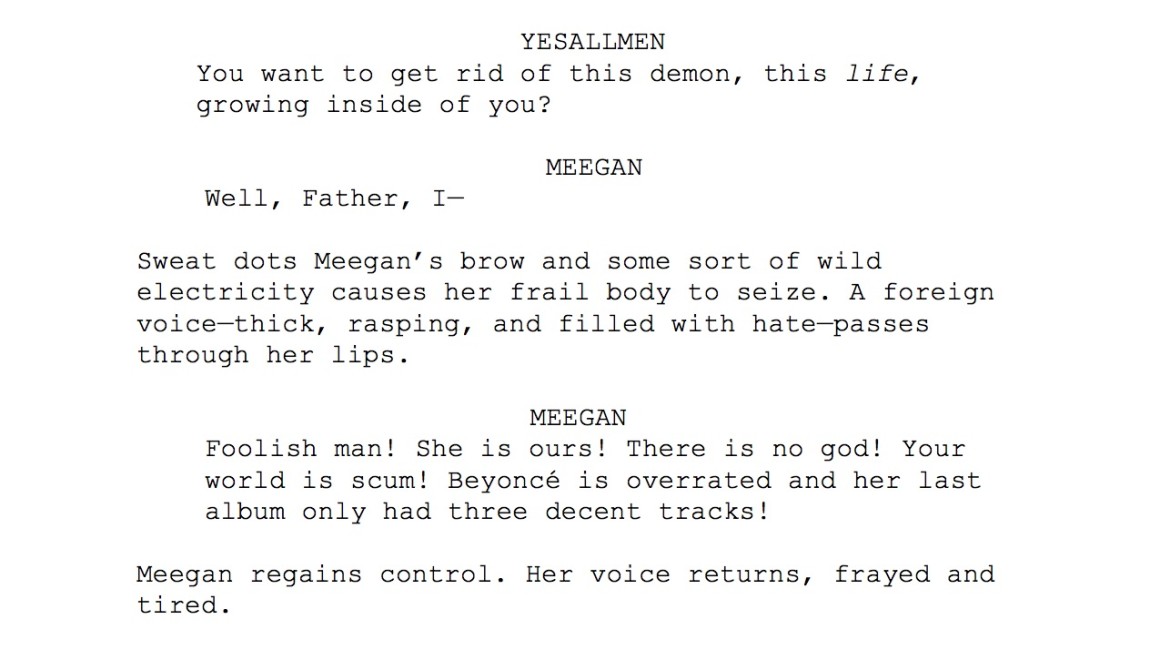 YESALLMEN
You want to get rid of this demon, this life,
growing inside of you?
MEEGAN
Well, Father, I—
Sweat dots Meegan’s brow and some sort of wild
electricity causes her frail body to seize. A foreign
voice—thick, rasping, and filled with hate—passes
through her lips.
MEEGAN
Foolish man! She is ours! There is no god! Your
world is scum! Beyoncé is overrated and her last
album only had three decent tracks!
Meegan regains control. Her voice returns, frayed and
tired.